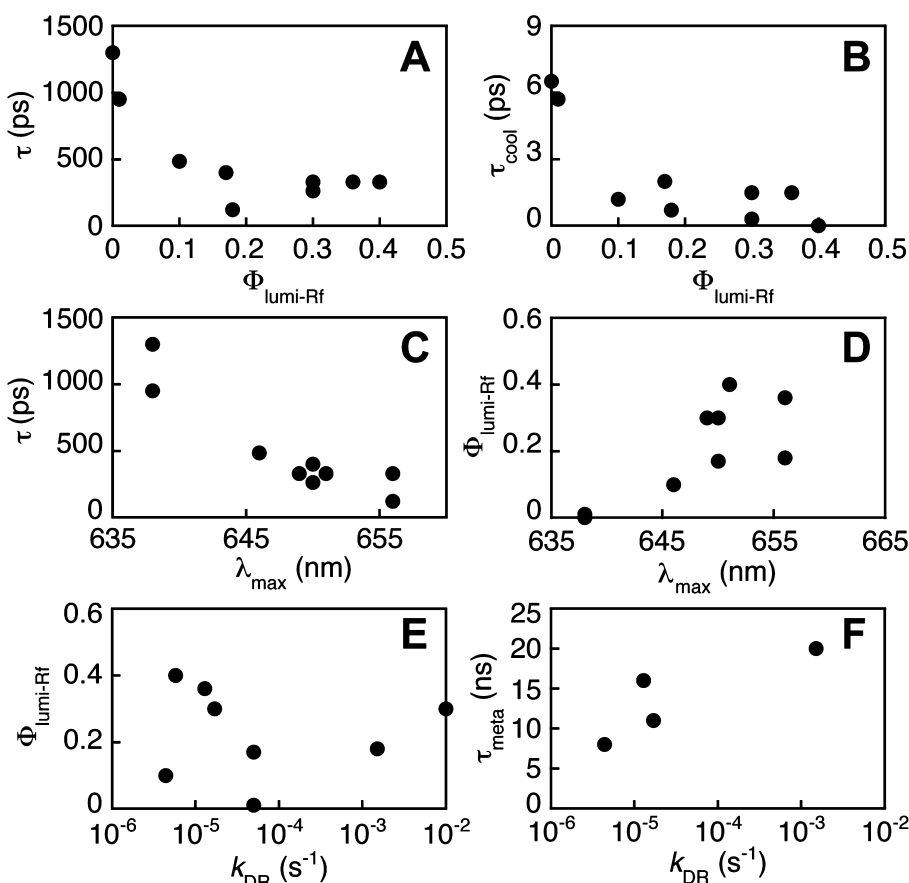 A
τ (ps)
1500
1000
500
0
0 0.1 0.2 0.3 0.4 0.5
Φlumi-Rf
B
τcool (ps)
9
6
3
0
0 0.1 0.2 0.3 0.4 0.5
Φlumi-Rf
C
τ (ps)
1500
1000
500
0
635 645 655
λmax (nm)
D
Φlumi-Rf
0.6
0.4
0.2
0
635 645 655 665
λmax (nm)
E
Φlumi-Rf
0.6
0.4
0.2
0
10-6 10-5 10-4 10-3 10-2
kDR (s-1)
F
τmeta (ns)
25
20
15
10
5
0
10-6 10-5 10-4 10-3 10-2
kDR (s-1)